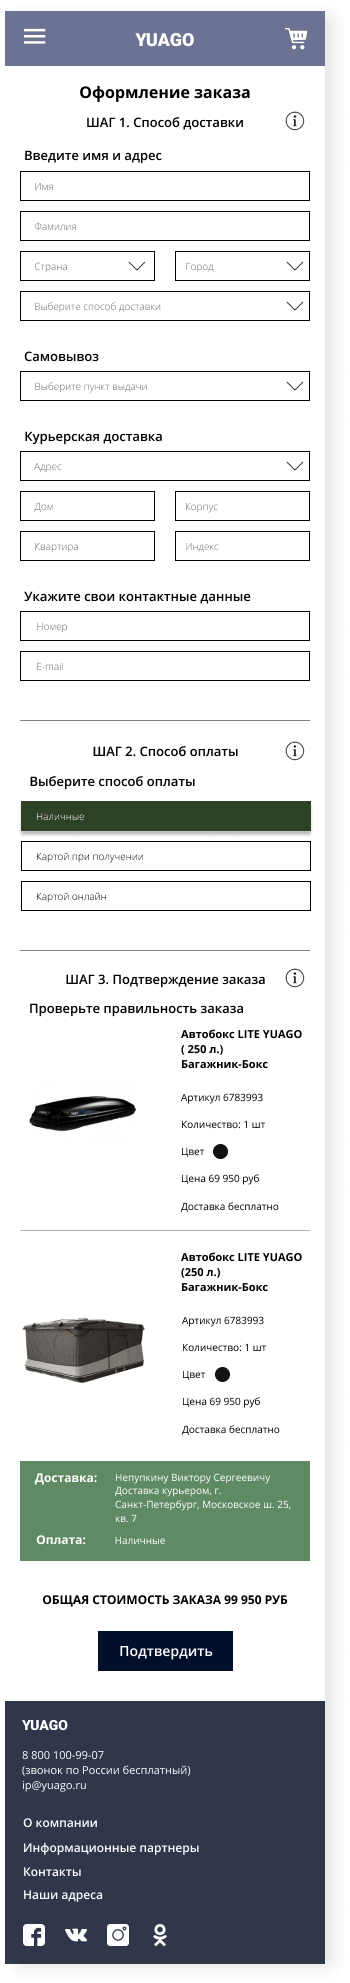 YUAGO
Оформление заказа
ШАГ 1. Способ доставки
Введите имя и адрес
Имя
Фамилия
Страна
Город
Выберите способ доставки
Самовывоз
Выберите пункт выдачи
Курьерская доставка
Адрес
Дом
Корпус
Квартира
Индекс
Укажите свои контактные данные
Номер
E-mail
ШАГ 2. Способ оплаты
Выберите способ оплаты
Наличные
Картой при получении
Картой онлайн
ШАГ 3. Подтверждение заказа
Проверьте правильность заказа
Автобокс LITE YUAGO
( 250 л.)
Багажник-Бокс
Артикул 6783993
Количество: 1 шт
Цвет
Цена 69 950 руб
Доставка бесплатно
Автобокс LITE YUAGO
(250 л.)
Багажник-Бокс
Артикул 6783993
Количество: 1 шт
Цвет
Цена 69 950 руб
Доставка бесплатно
Доставка:
Непупкину Виктору Сергеевичу
Доставка курьером, г.
Санкт-Петербург, Московское ш. 25,
кв. 7
Оплата:
Наличные
ОБЩАЯ СТОИМОСТЬ ЗАКАЗА 99 950 РУБ
Подтвердить
YUAGO
8 800 100-99-07
(звонок по России бесплатный)
ip@yuago.ru
О компании
Информационные партнеры
Контакты
Наши адреса